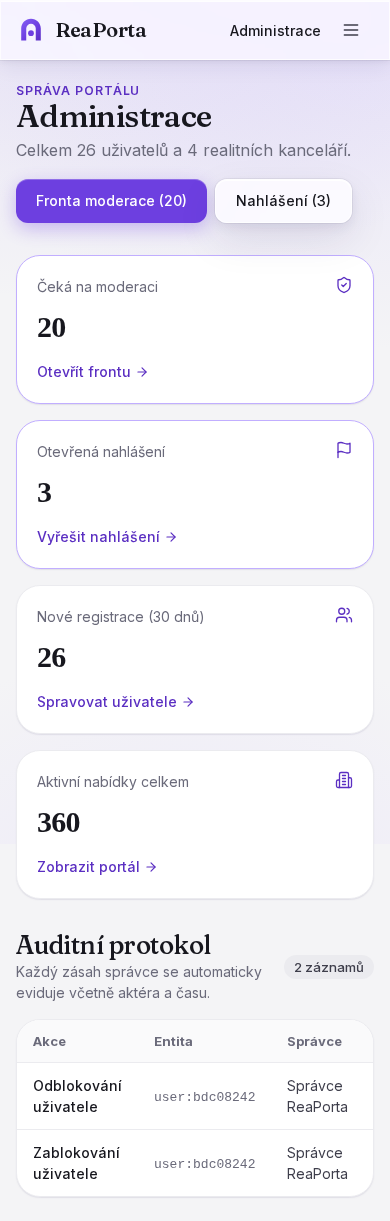 ReaPorta
Administrace
SPRÁVA PORTÁLU
Administrace
Celkem 26 uživatelů a 4 realitních kanceláří.
Fronta moderace (20)
Nahlášení (3)
Čeká na moderaci
20
Otevřít frontu →
Otevřená nahlášení
3
Vyřešit nahlášení →
Nové registrace (30 dnů)
26
Spravovat uživatele →
Aktivní nabídky celkem
360
Zobrazit portál →
Auditní protokol
Každý zásah správce se automaticky
eviduje včetně aktéra a času.
2 záznamů
Akce Entita Správce
Odblokování
uživatele
user:bdc08242
Správce
ReaPorta
Zablokování
uživatele
user:bdc08242
Správce
ReaPorta